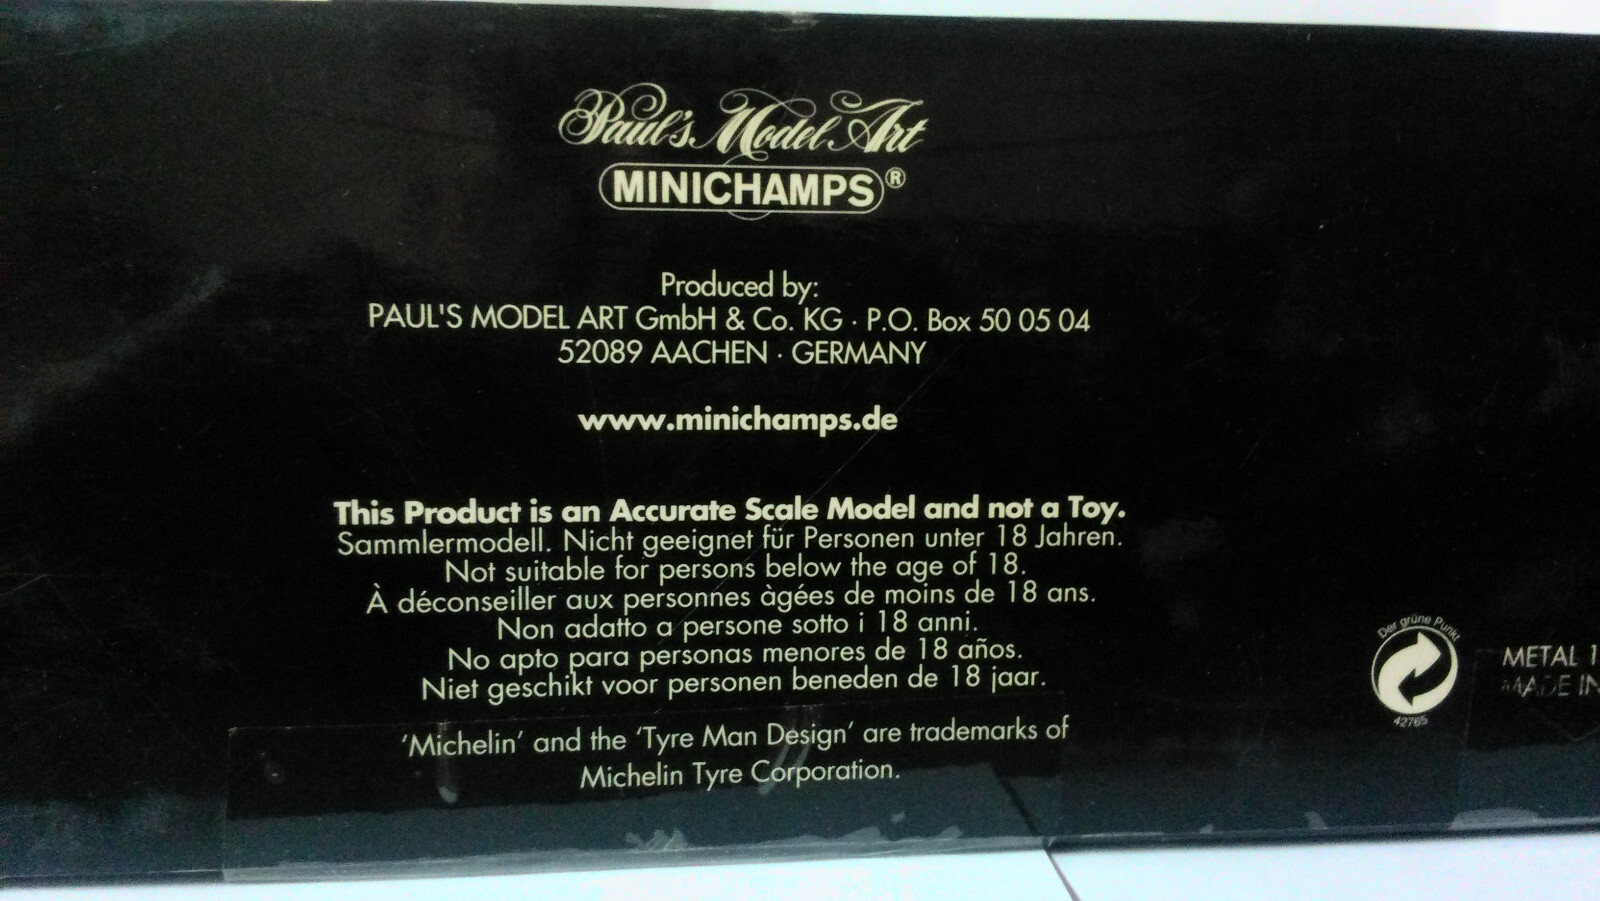 Paul's Model Art
MINICHAMPS®
Produced by:
PAUL'S MODEL ART GmbH & Co. KG · P.O. Box 50 05 04
52089 AACHEN · GERMANY
www.minichamps.de
This Product is an Accurate Scale Model and not a Toy.
Sammlermodell. Nicht geeignet für Personen unter 18 Jahren.
Not suitable for persons below the age of 18.
À déconseiller aux personnes àgées de moins de 18 ans.
Non adatto a persone sotto i 18 anni.
No apto para personas menores de 18 años.
Niet geschikt voor personen beneden de 18 jaar.
'Michelin' and the 'Tyre Man Design' are trademarks of
Michelin Tyre Corporation.
Der grüne Punkt
42765
METAL
MADE IN